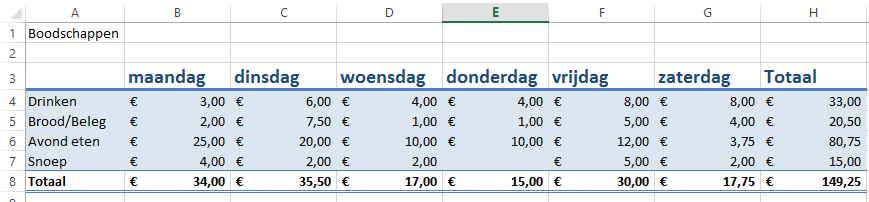 A B C D E F G H
1 Boodschappen
2
3 maandag dinsdag woensdag donderdag vrijdag zaterdag Totaal
4 Drinken € 3,00 € 6,00 € 4,00 € 4,00 € 8,00 € 8,00 € 33,00
5 Brood/Beleg € 2,00 € 7,50 € 1,00 € 1,00 € 5,00 € 4,00 € 20,50
6 Avond eten € 25,00 € 20,00 € 10,00 € 10,00 € 12,00 € 3,75 € 80,75
7 Snoep € 4,00 € 2,00 € 2,00 € 5,00 € 2,00 € 15,00
8 Totaal € 34,00 € 35,50 € 17,00 € 15,00 € 30,00 € 17,75 € 149,25